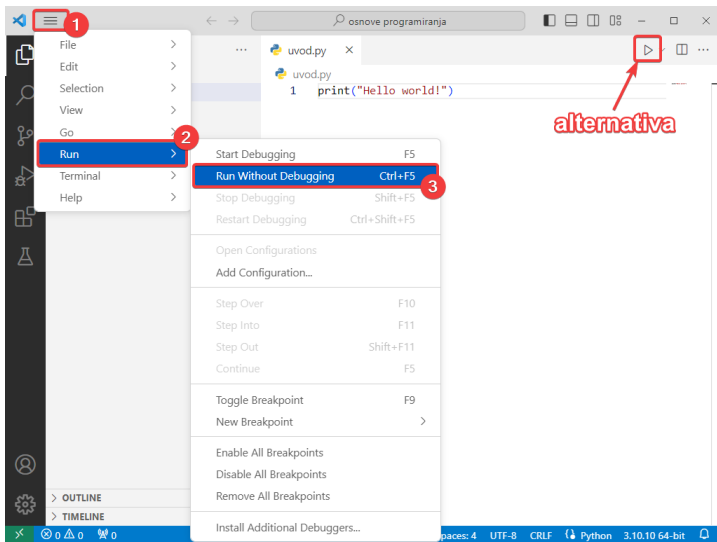 1
osnove programiranja
File
Edit
Selection
View
Go
2
Run
Terminal
Help
...
uvod.py
uvod.py
1 print("Hello world!")
alternativa
Start Debugging F5
Run Without Debugging Ctrl+F5
3
Stop Debugging Shift+F5
Restart Debugging Ctrl+Shift+F5
Open Configurations
Add Configuration...
Step Over F10
Step Into F11
Step Out Shift+F11
Continue F5
Toggle Breakpoint F9
New Breakpoint
Enable All Breakpoints
Disable All Breakpoints
Remove All Breakpoints
Install Additional Debuggers...
OUTLINE
TIMELINE
0 0 0 paces: 4 UTF-8 CRLF Python 3.10.10 64-bit